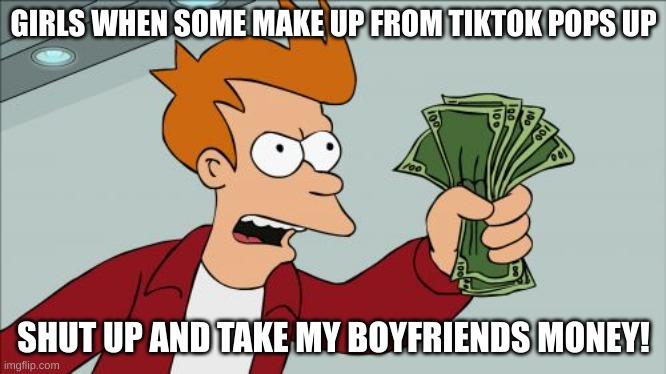 GIRLS WHEN SOME MAKE UP FROM TIKTOK POPS UP
SHUT UP AND TAKE MY BOYFRIENDS MONEY!
imgflip.com